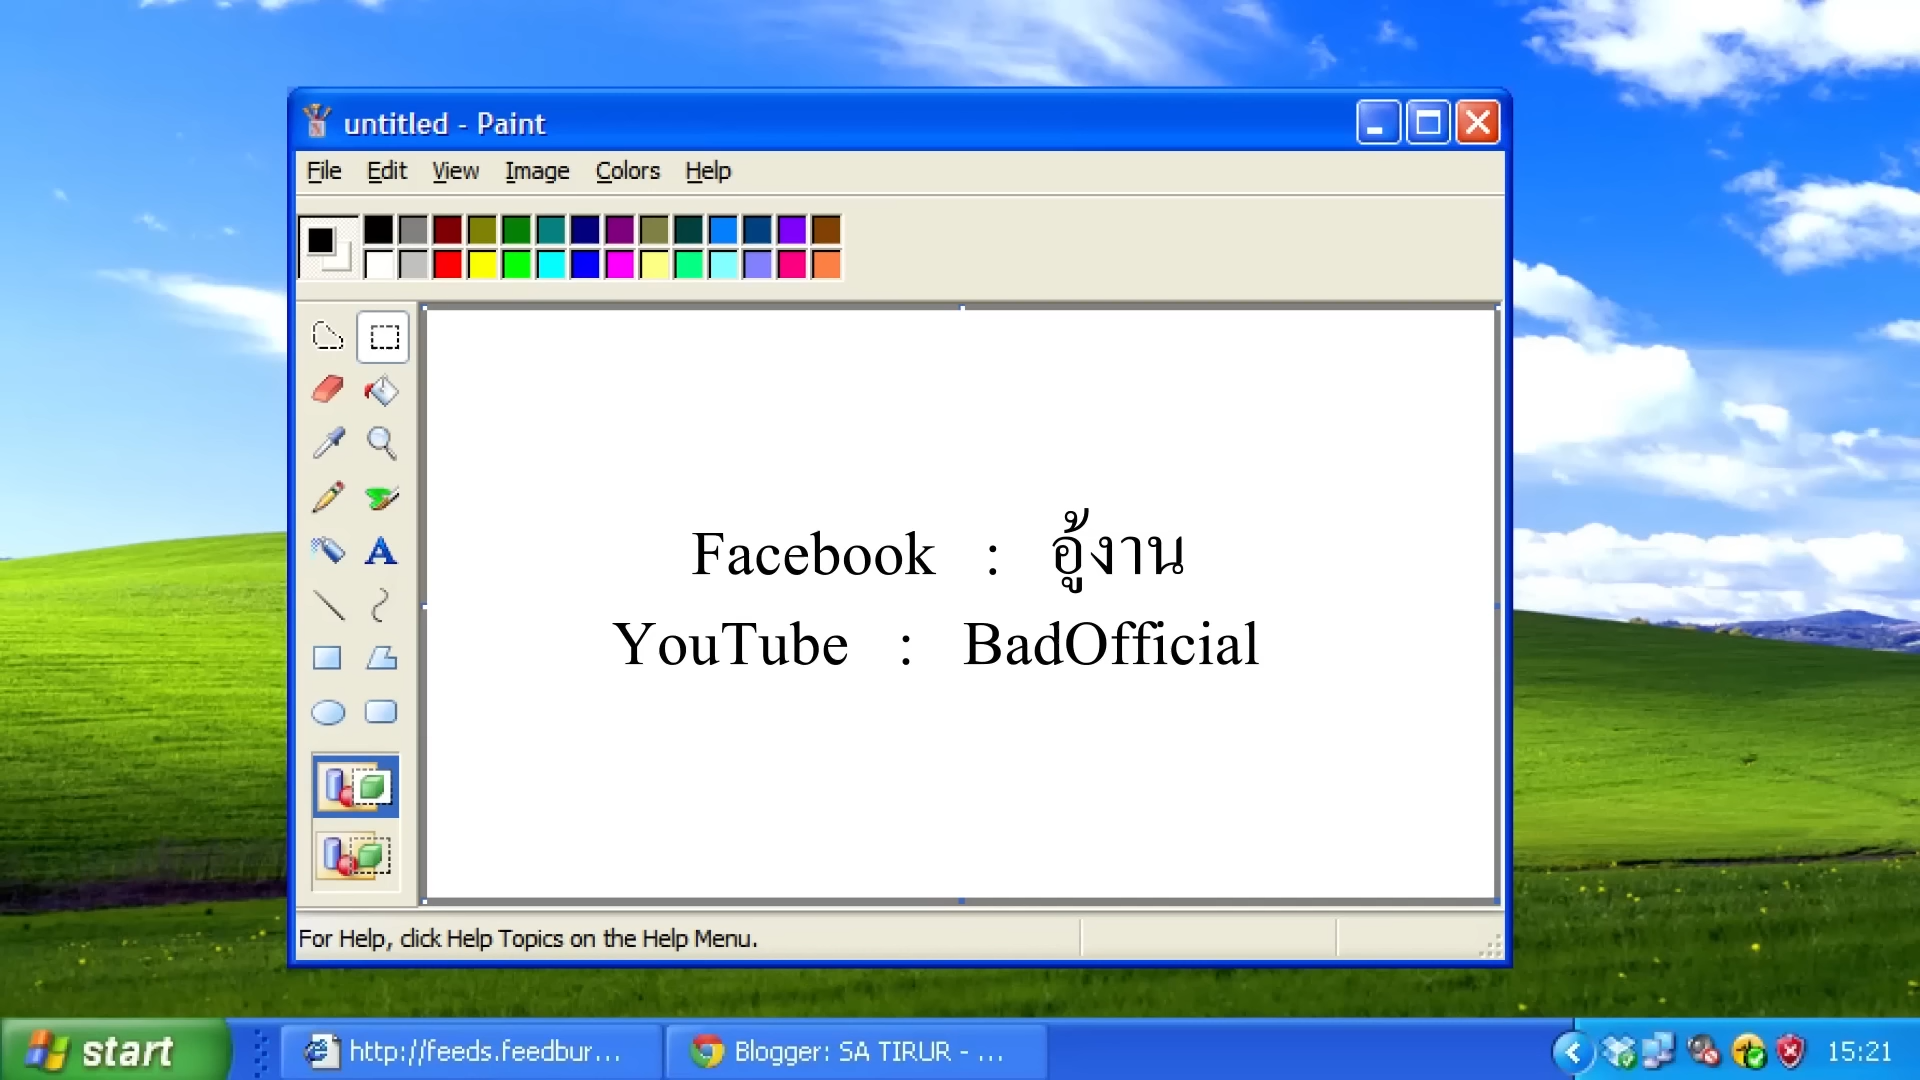 untitled - Paint
File Edit View Image Colors Help
Facebook : อู้งาน
YouTube : BadOfficial
For Help, click Help Topics on the Help Menu.
start http://feeds.feedbur... Blogger: SA TIRUR - ... 15:21